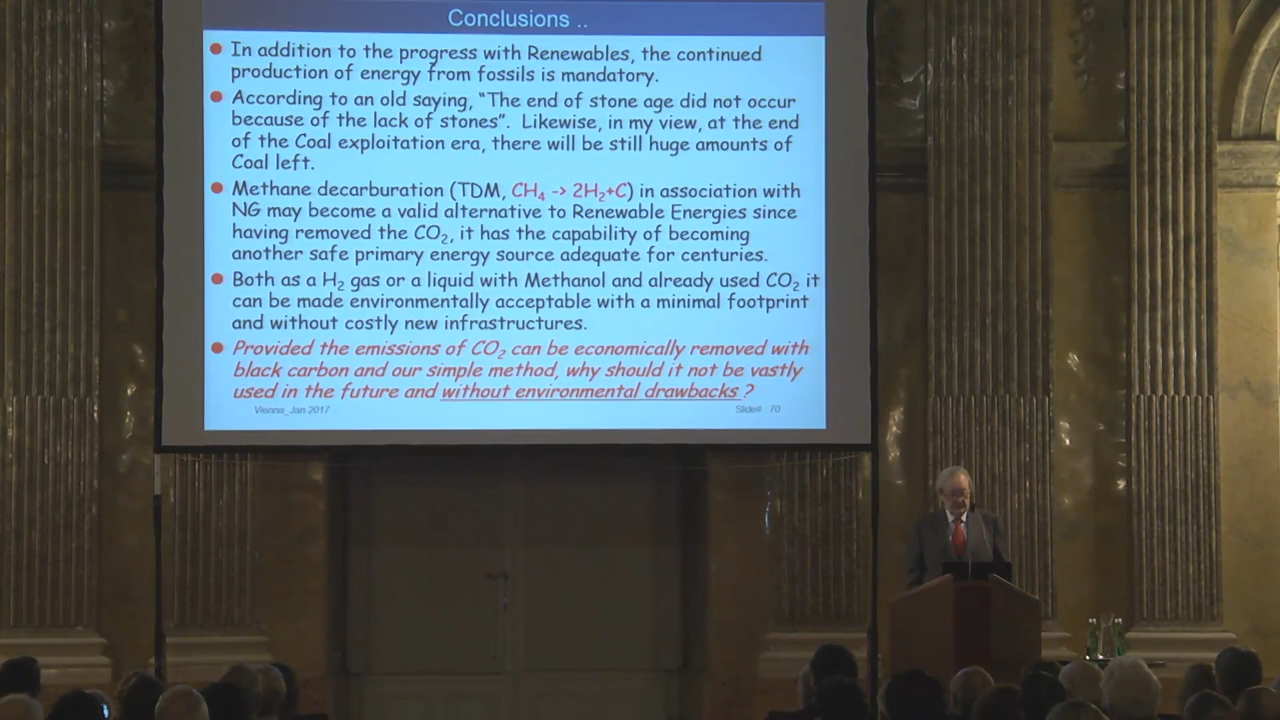 Conclusions ..
In addition to the progress with Renewables, the continued
production of energy from fossils is mandatory.
According to an old saying, “The end of stone age did not occur
because of the lack of stones”. Likewise, in my view, at the end
of the Coal exploitation era, there will be still huge amounts of
Coal left.
Methane decarburation (TDM, CH₄ -> 2H₂+C) in association with
NG may become a valid alternative to Renewable Energies since
having removed the CO₂, it has the capability of becoming
another safe primary energy source adequate for centuries.
Both as a H₂ gas or a liquid with Methanol and already used CO₂ it
can be made environmentally acceptable with a minimal footprint
and without costly new infrastructures.
Provided the emissions of CO₂ can be economically removed with
black carbon and our simple method, why should it not be vastly
used in the future and without environmental drawbacks ?
Vienna_Jan 2017
Slide# 70